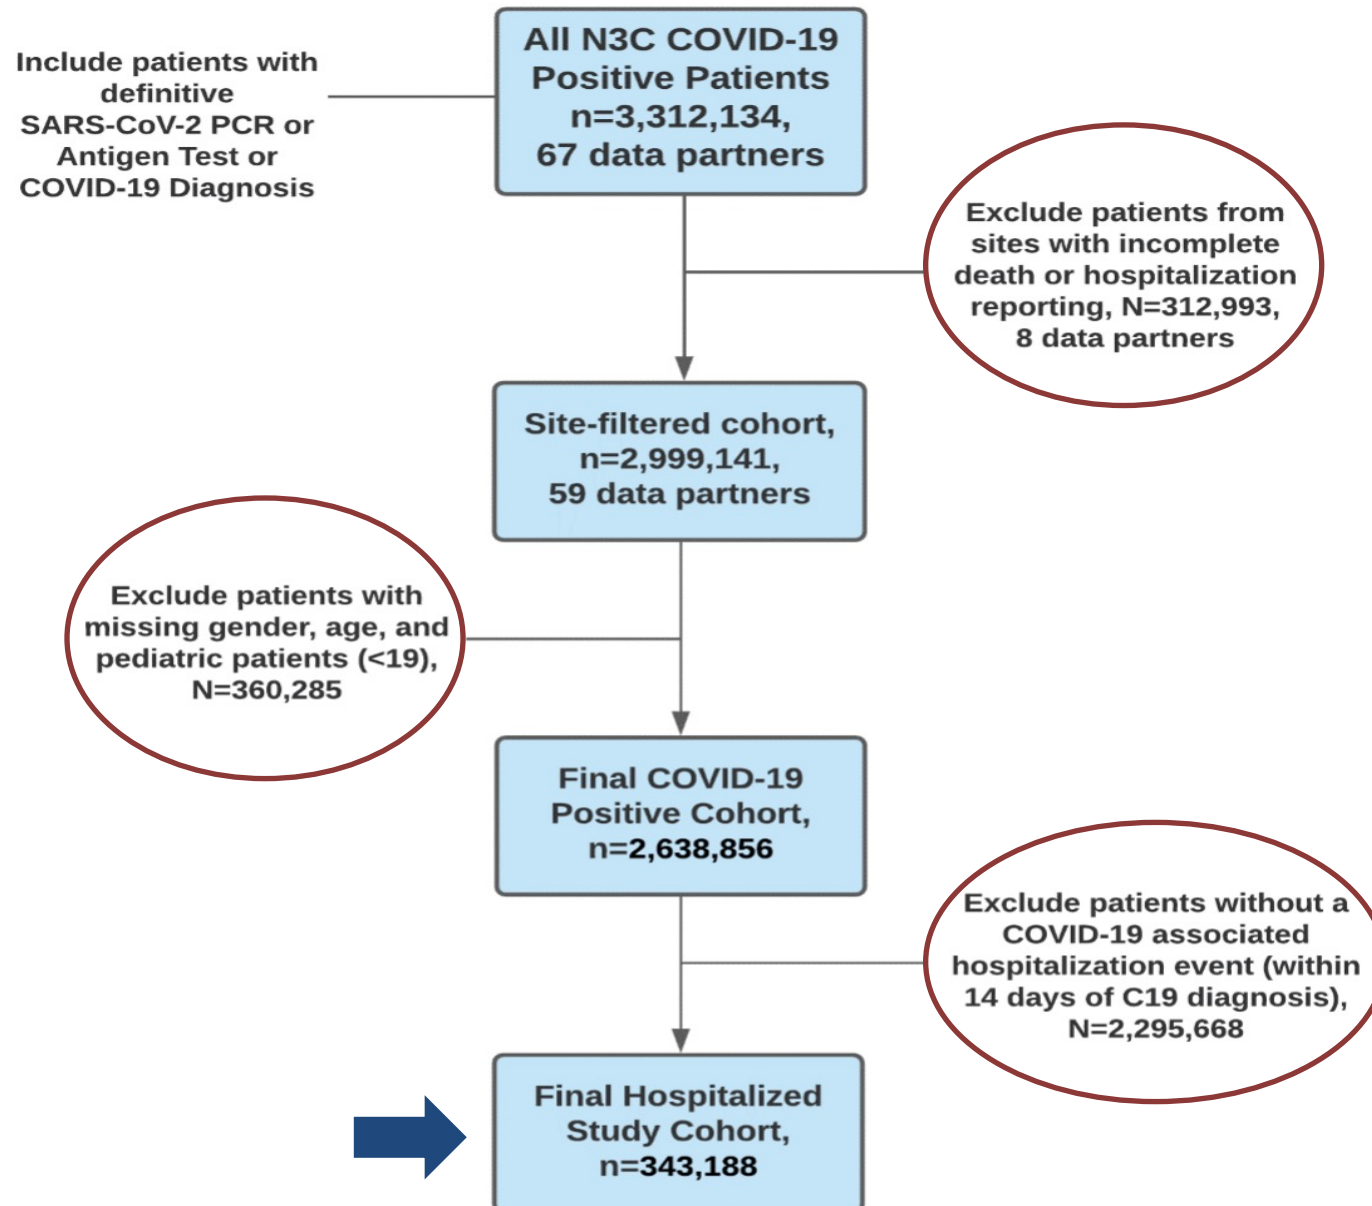 All N3C COVID-19
Positive Patients
n=3,312,134,
67 data partners
Include patients with
definitive
SARS-CoV-2 PCR or
Antigen Test or
COVID-19 Diagnosis
Exclude patients from
sites with incomplete
death or hospitalization
reporting, N=312,993,
8 data partners
Site-filtered cohort,
n=2,999,141,
59 data partners
Exclude patients with
missing gender, age, and
pediatric patients (<19),
N=360,285
Final COVID-19
Positive Cohort,
n=2,638,856
Exclude patients without a
COVID-19 associated
hospitalization event (within
14 days of C19 diagnosis),
N=2,295,668
Final Hospitalized
Study Cohort,
n=343,188